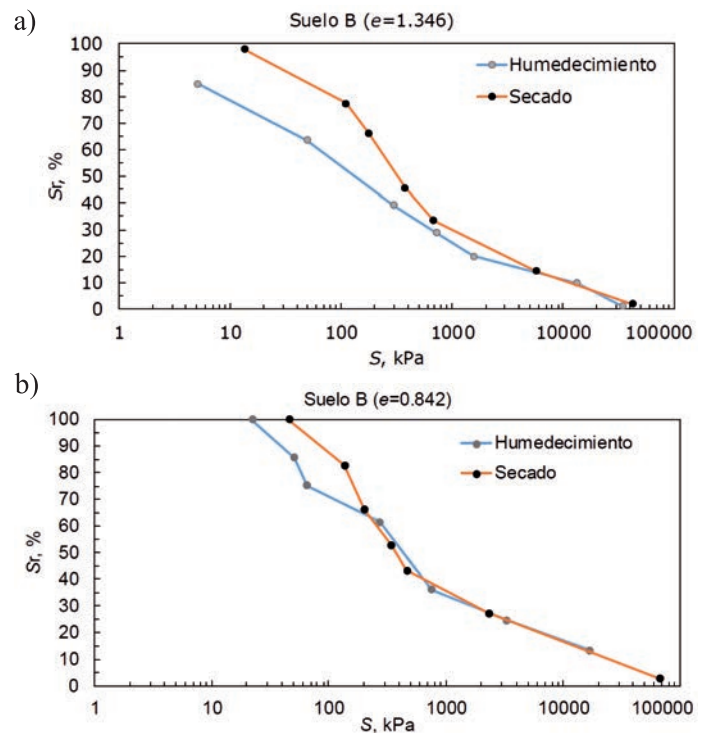 a)
Suelo B (e=1.346)
100
90
80
70
60
50
40
30
20
10
0
Sr, %
Humedecimiento
Secado
1
10
100
1000
10000
100000
S, kPa
b)
Suelo B (e=0.842)
100
90
80
70
60
50
40
30
20
10
0
Sr, %
Humedecimiento
Secado
1
10
100
1000
10000
100000
S, kPa